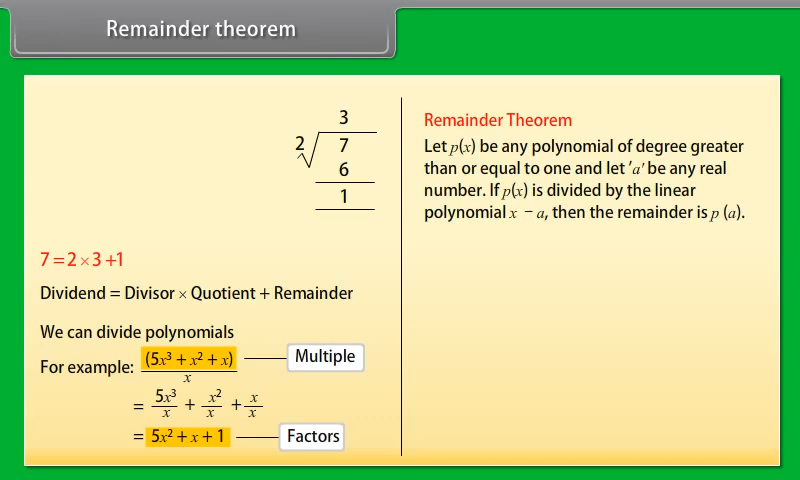 Remainder theorem
3
2 √ 7
6
1
7 = 2 × 3 + 1
Dividend = Divisor × Quotient + Remainder
We can divide polynomials
For example: (5x³ + x² + x)/x Multiple
= 5x³/x + x²/x + x/x
= 5x² + x + 1 Factors
Remainder Theorem
Let p(x) be any polynomial of degree greater
than or equal to one and let 'a' be any real
number. If p(x) is divided by the linear
polynomial x − a, then the remainder is p (a).